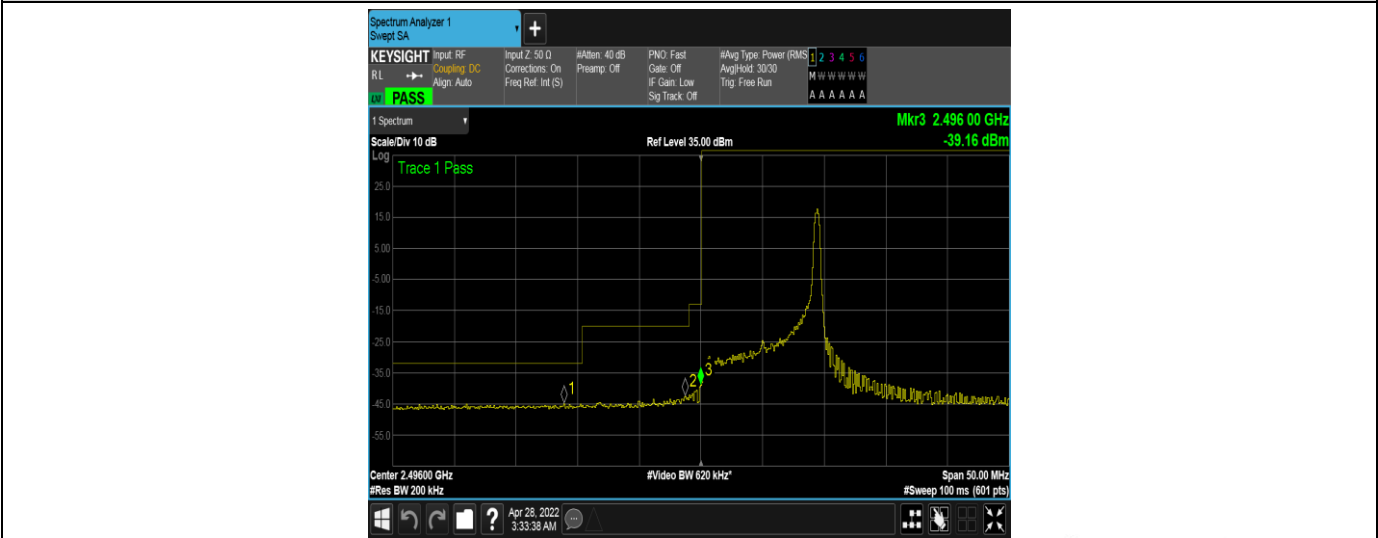 Spectrum Analyzer 1
Swept SA
+
KEYSIGHT Input: RF Input Z: 50 Ω #Atten: 40 dB PNO: Fast #Avg Type: Power (RMS 1 2 3 4 5 6
RL Coupling: DC Corrections: On Preamp: Off Gate: Off Avg|Hold: 30/30 M W W W W W
Align: Auto Freq Ref: Int (S) IF Gain: Low Trig: Free Run
PASS Sig Track: Off A A A A A A
1 Spectrum Mkr3 2.496 00 GHz
Scale/Div 10 dB Ref Level 35.00 dBm -39.16 dBm
Log
Trace 1 Pass
25.0
15.0
5.00
-5.00
-15.0
-25.0
-35.0
1 2 3
-45.0
-55.0
Center 2.49600 GHz #Video BW 620 kHz* Span 50.00 MHz
#Res BW 200 kHz #Sweep 100 ms (601 pts)
? Apr 28, 2022
3:33:38 AM